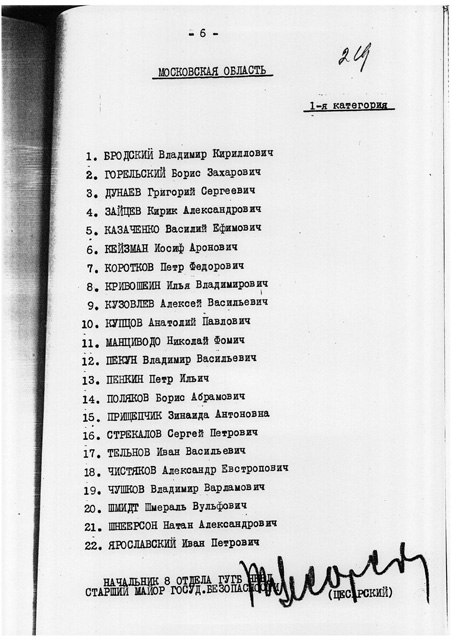 - 6 -
219
МОСКОВСКАЯ ОБЛАСТЬ
1-я категория
1. БРОДСКИЙ Владимир Кириллович
2. ГОРЕЛЬСКИЙ Борис Захарович
3. ДУНАЕВ Григорий Сергеевич
4. ЗАЙЦЕВ Кирик Александрович
5. КАЗАЧЕНКО Василий Ефимович
6. КЕЙЗМАН Иосиф Аронович
7. КОРОТКОВ Петр Федорович
8. КРИВОШЕИН Илья Владимирович
9. КУЗОВЛЕВ Алексей Васильевич
10. КУПЦОВ Анатолий Павлович
11. МАНЦИВОДО Николай Фомич
12. ПЕКУН Владимир Васильевич
13. ПЕНКИН Петр Ильич
14. ПОЛЯКОВ Борис Абрамович
15. ПРИЩЕПЧИК Зинаида Антоновна
16. СТРЕКАЛОВ Сергей Петрович
17. ТЕЛЬНОВ Иван Васильевич
18. ЧИСТЯКОВ Александр Евстропович
19. ЧУШКОВ Владимир Варламович
20. ШМИДТ Шмераль Вульфович
21. ШНЕЕРСОН Натан Александрович
22. ЯРОСЛАВСКИЙ Иван Петрович
НАЧАЛЬНИК 8 ОТДЕЛА ГУГБ НКВД
СТАРШИЙ МАЙОР ГОСУД.БЕЗОПАСНОСТИ
(ЦЕСАРСКИЙ)